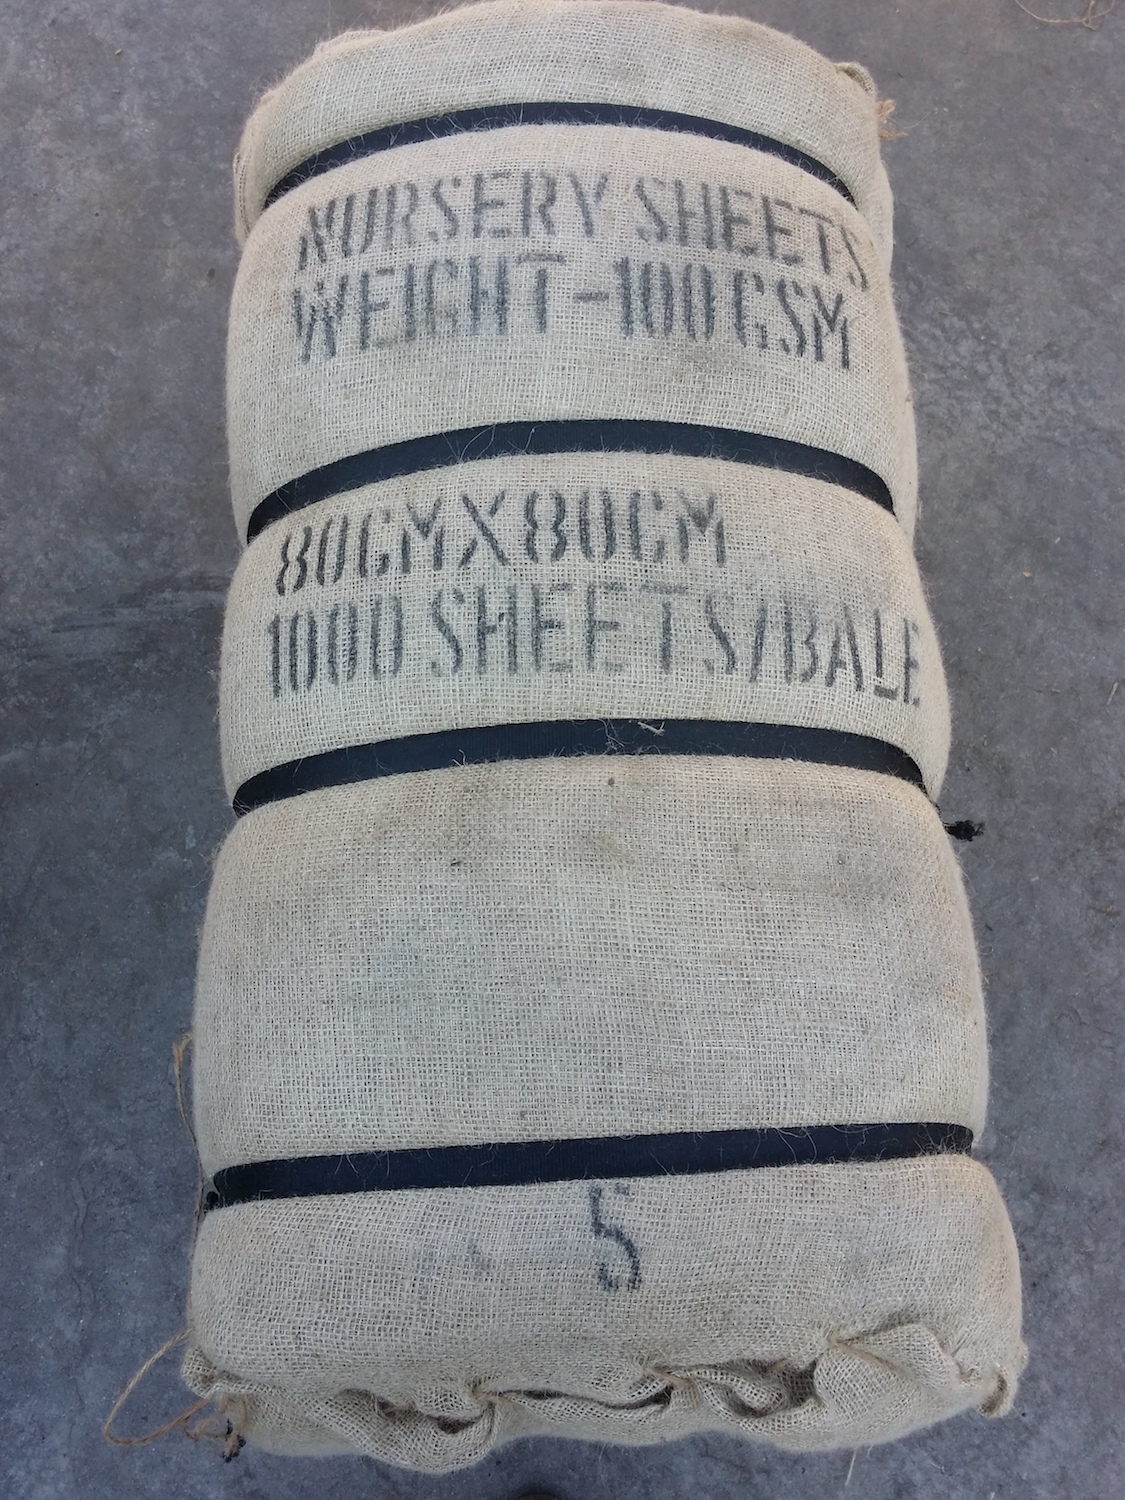 NURSERY SHEETS
WEIGHT-100GSM
80CMX80CM
1000 SHEETS/BALE
5